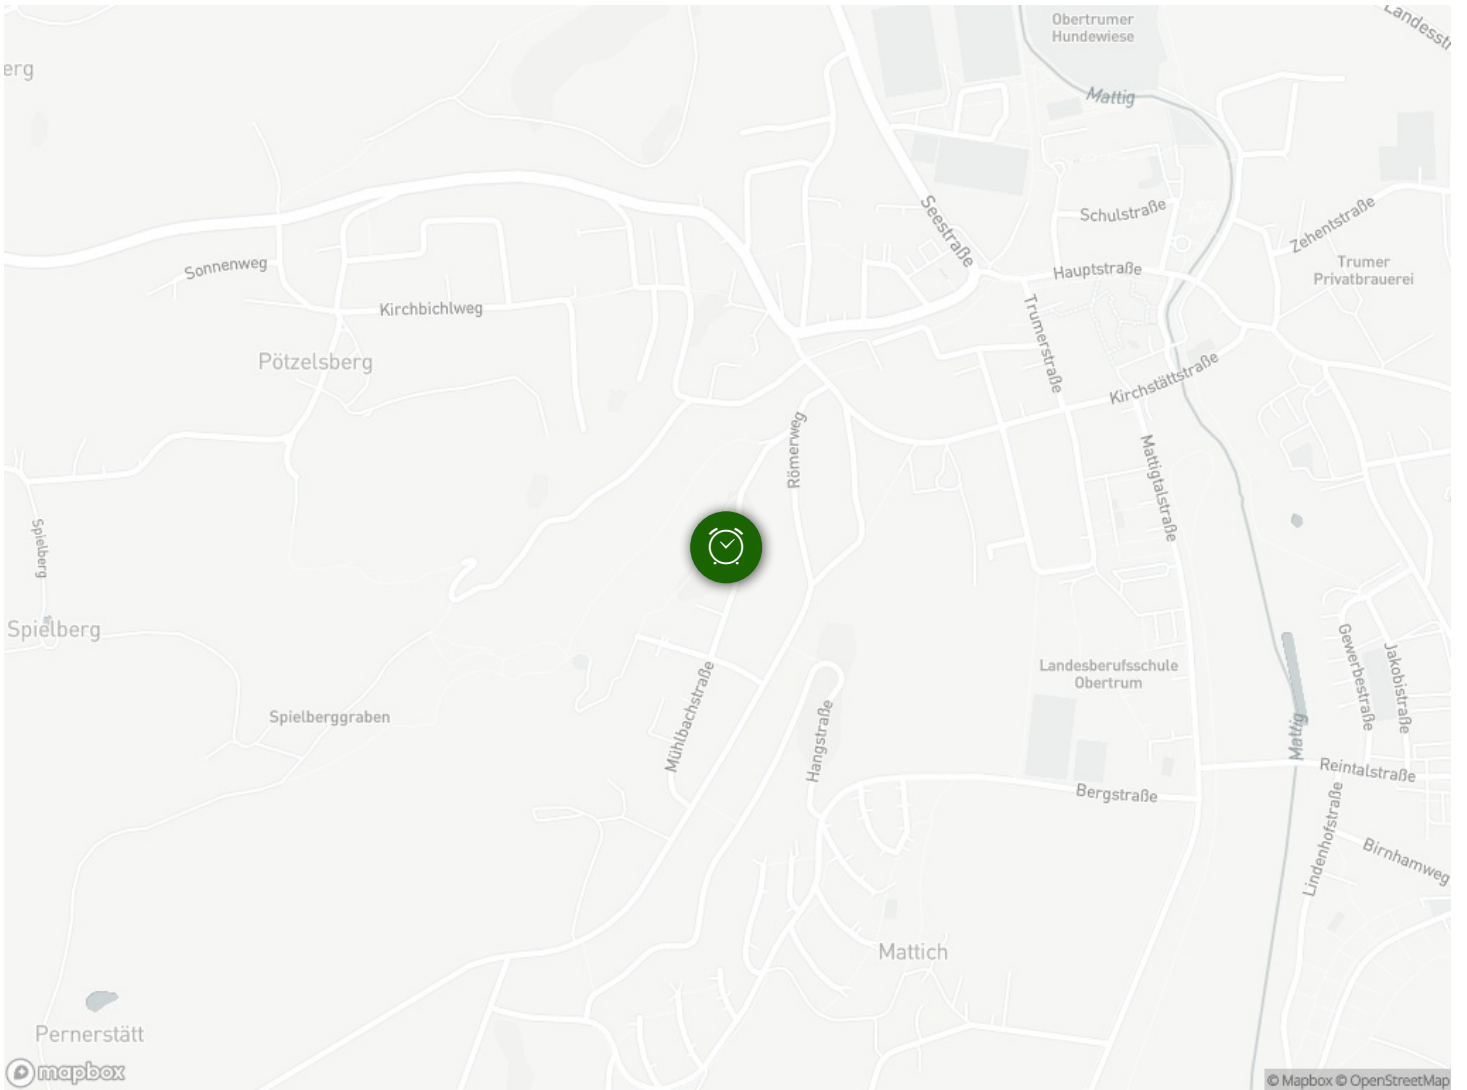 Obertrumer
Hundewiese
Landesstr
erg
Mattig
Seestraße
Schulstraße
Zehentstraße
Sonnenweg
Hauptstraße
Trumer
Privatbrauerei
Kirchbichlweg
Trumerstraße
Pötzelsberg
Kirchstättstraße
Römerweg
Mattigtalstraße
Spielberg
Spielberg
Gewerbestraße
Jakobistraße
Landesberufsschule
Obertrum
Mühlbachstraße
Spielberggraben
Hangstraße
Mattig
Reintalstraße
Bergstraße
Lindenhofstraße
Birnhamweg
Mattich
Pernerstätt
mapbox
© Mapbox © OpenStreetMap